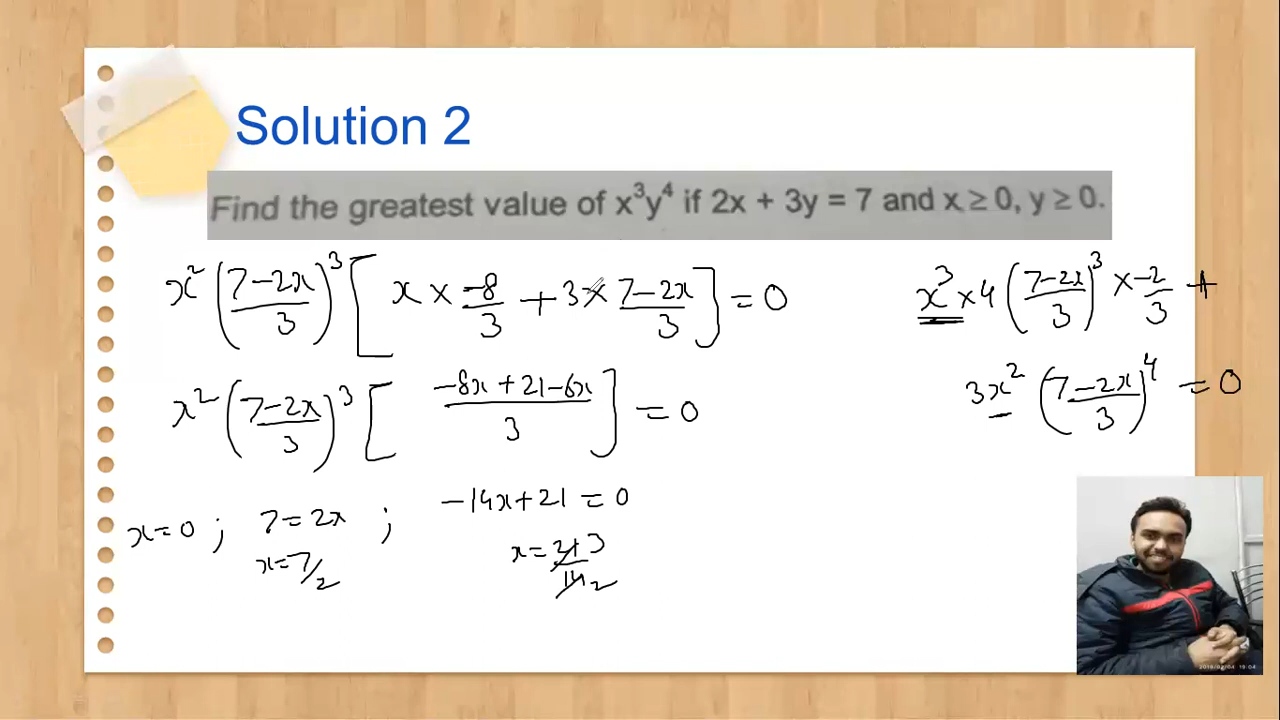 Solution 2
Find the greatest value of x³y⁴ if 2x + 3y = 7 and x ≥ 0, y ≥ 0.
x² ((7-2x)/3)³ [ x × -8/3 + 3 × (7-2x)/3 ] = 0
x³ × 4 ((7-2x)/3)³ × -2/3 +
3x² ((7-2x)/3)⁴ = 0
x² ((7-2x)/3)³ [ (-8x + 21 - 6x)/3 ] = 0
x = 0 ; 7 = 2x ; -14x + 21 = 0
x = 7/2
x = 21/14 3/2